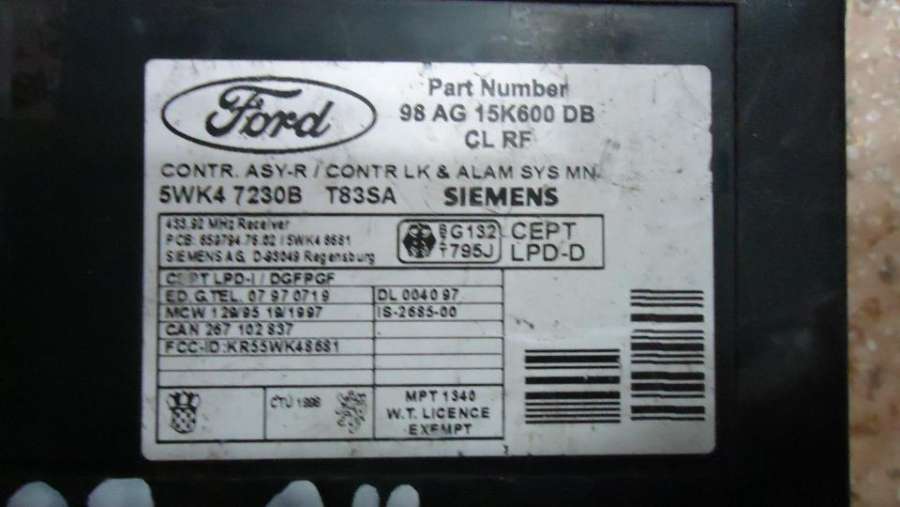 Ford
Part Number
98 AG 15K600 DB
CL RF
CONTR. ASY-R / CONTR LK & ALAM SYS MN
5WK4 7230B T83SA SIEMENS
433.92 MHz Receiver
PCB: 659794.76.02 / 5WK4 8681
SIEMENS AG, D-93049 Regensburg
G132
795J
CEPT
LPD-D
CEPT LPD-I / DGFPGF
ED.G.TEL. 07 97 0719
DL 004097
MCW 129/95 19/1997
IS-2685-00
CAN 267 102 837
FCC-ID:KR55WK48681
CTU 1998
MPT 1340
W.T. LICENCE
EXEMPT